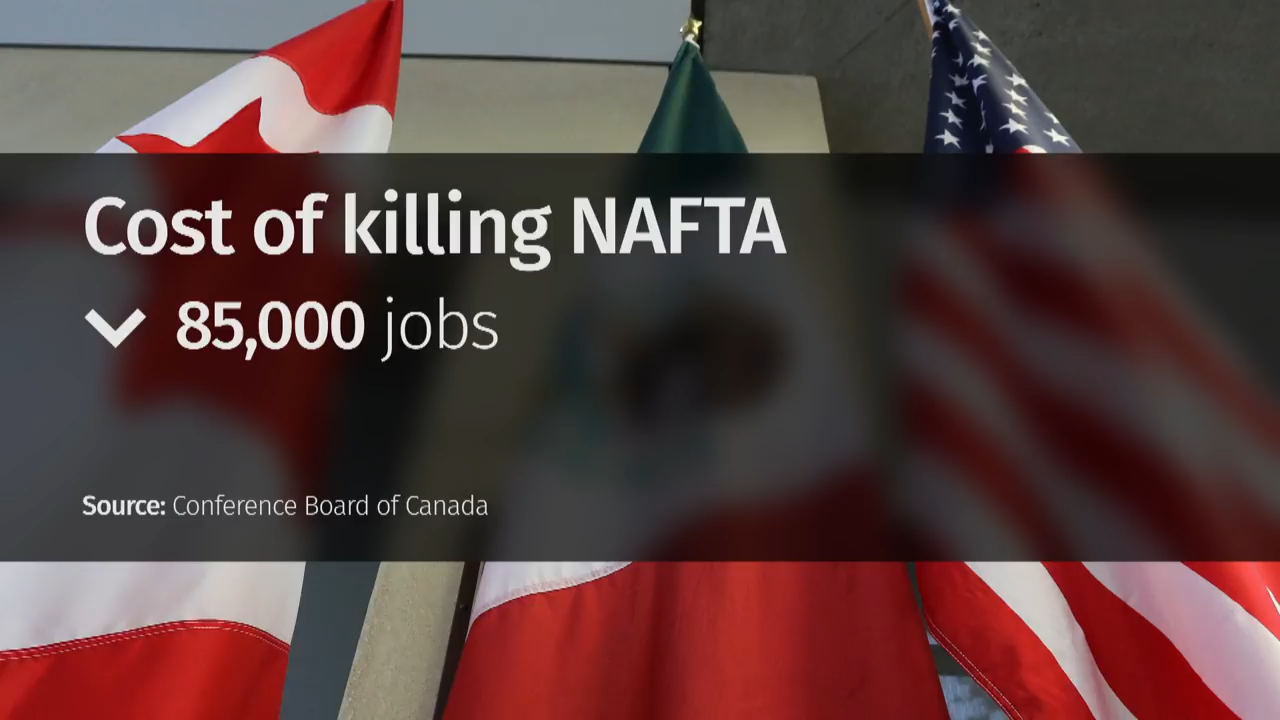 Cost of killing NAFTA
85,000 jobs
Source: Conference Board of Canada